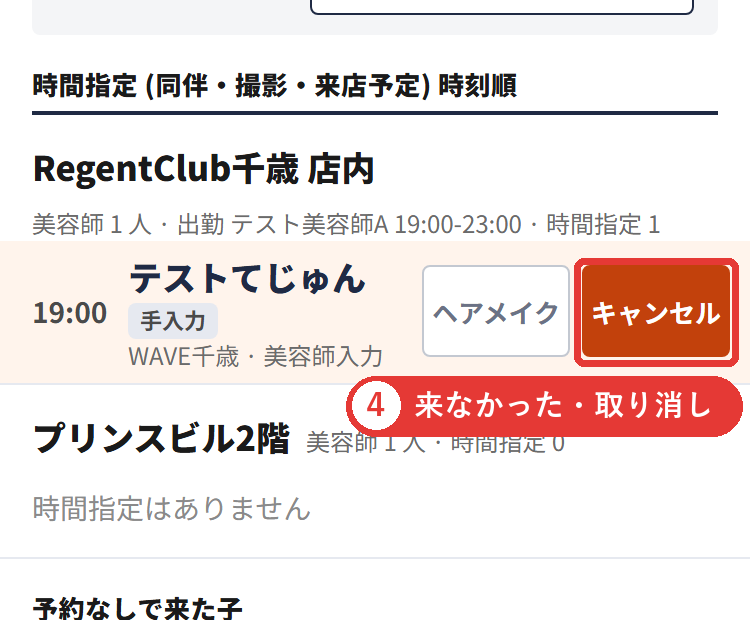 時間指定 (同伴・撮影・来店予定) 時刻順
RegentClub千歳 店内
美容師 1 人 · 出勤 テスト美容師A 19:00-23:00 · 時間指定 1
19:00
テストてじゅん
手入力
WAVE千歳 · 美容師入力
ヘアメイク
キャンセル
4 来なかった・取り消し
プリンスビル2階 美容師 1 人 · 時間指定 0
時間指定はありません
予約なしで来た子